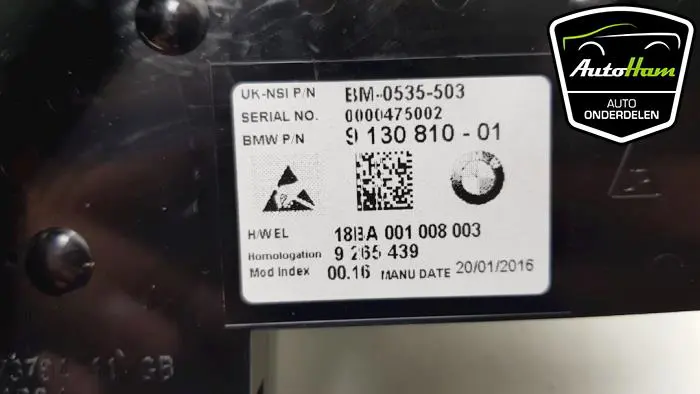 UK-NSI P/N BM-0535-503
SERIAL NO. 0000475002
BMW P/N 9 130 810 - 01
H/W EL 18BA 001 008 003
Homologation 9 265 439
Mod Index 00.16 MANU DATE 20/01/2016
AutoHam
AUTO
ONDERDELEN
GB